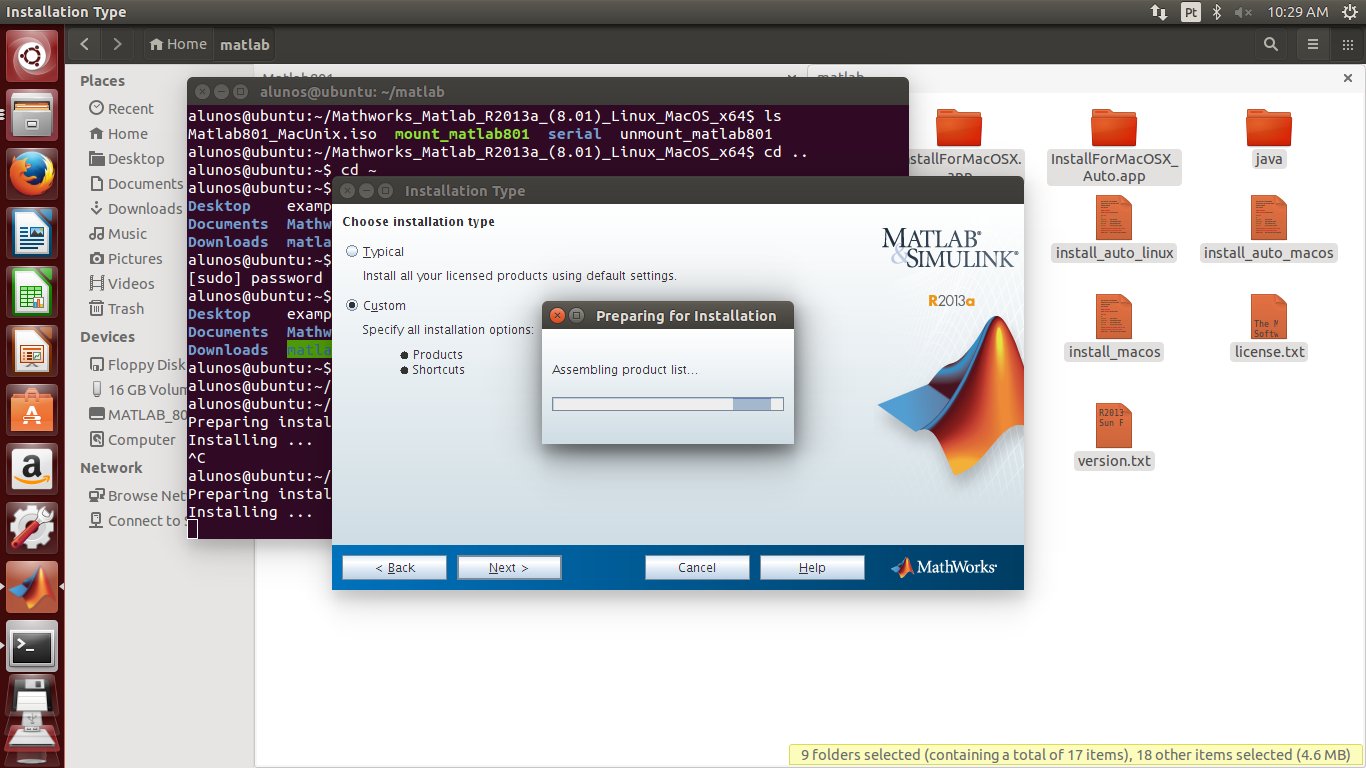 Installation Type
Pt
10:29 AM
Home
matlab
Places
Recent
Home
Desktop
Documents
Downloads
Music
Pictures
Videos
Trash
Devices
Floppy Disk
16 GB Volum
MATLAB_80
Computer
Network
Browse Net
Connect to S
alunos@ubuntu: ~/matlab
alunos@ubuntu:~/Mathworks_Matlab_R2013a_(8.01)_Linux_MacOS_x64$ ls
Matlab801_MacUnix.iso mount_matlab801 serial unmount_matlab801
alunos@ubuntu:~/Mathworks_Matlab_R2013a_(8.01)_Linux_MacOS_x64$ cd ..
alunos@ubuntu:~$ cd ~
alunos@ubuntu:~$
Desktop examp
Documents Mathw
Downloads matla
alunos@ubuntu:~$
[sudo] password
alunos@ubuntu:~$
Desktop examp
Documents Mathw
Downloads matla
alunos@ubuntu:~$
alunos@ubuntu:~/
alunos@ubuntu:~/
Preparing instal
Installing ...
^C
alunos@ubuntu:~/
Preparing instal
Installing ...
Installation Type
Choose installation type
Typical
Install all your licensed products using default settings.
Custom
Specify all installation options:
Products
Shortcuts
MATLAB®
&SIMULINK®
R2013a
Preparing for Installation
Assembling product list...
< Back
Next >
Cancel
Help
MathWorks®
stallForMacOSX.
app
InstallForMacOSX_
Auto.app
java
install_auto_linux
install_auto_macos
install_macos
license.txt
version.txt
9 folders selected (containing a total of 17 items), 18 other items selected (4.6 MB)